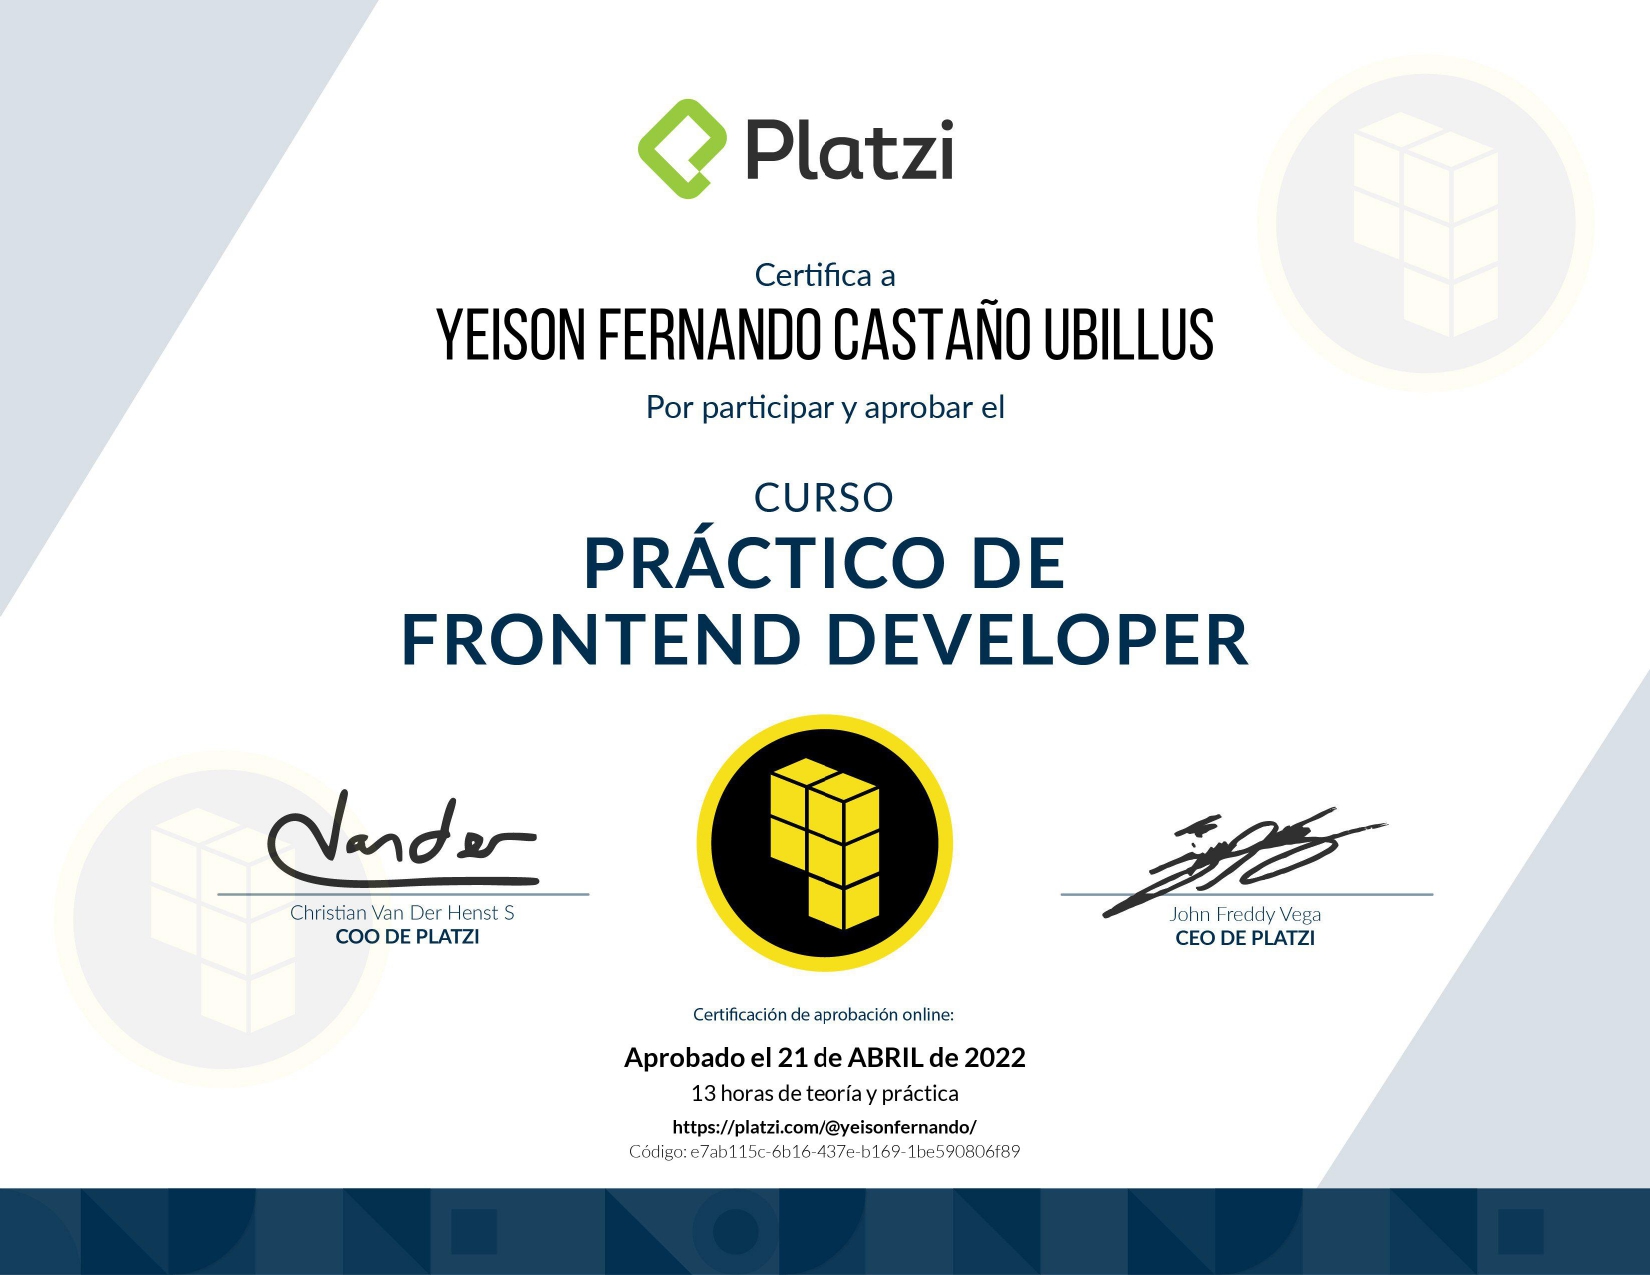 Platzi
Certifica a
YEISON FERNANDO CASTAÑO UBILLUS
Por participar y aprobar el
CURSO
PRÁCTICO DE
FRONTEND DEVELOPER
Vander
Christian Van Der Henst S
COO DE PLATZI
John Freddy Vega
CEO DE PLATZI
Certificación de aprobación online:
Aprobado el 21 de ABRIL de 2022
13 horas de teoría y práctica
https://platzi.com/@yeisonfernando/
Código: e7ab115c-6b16-437e-b169-1be590806f89